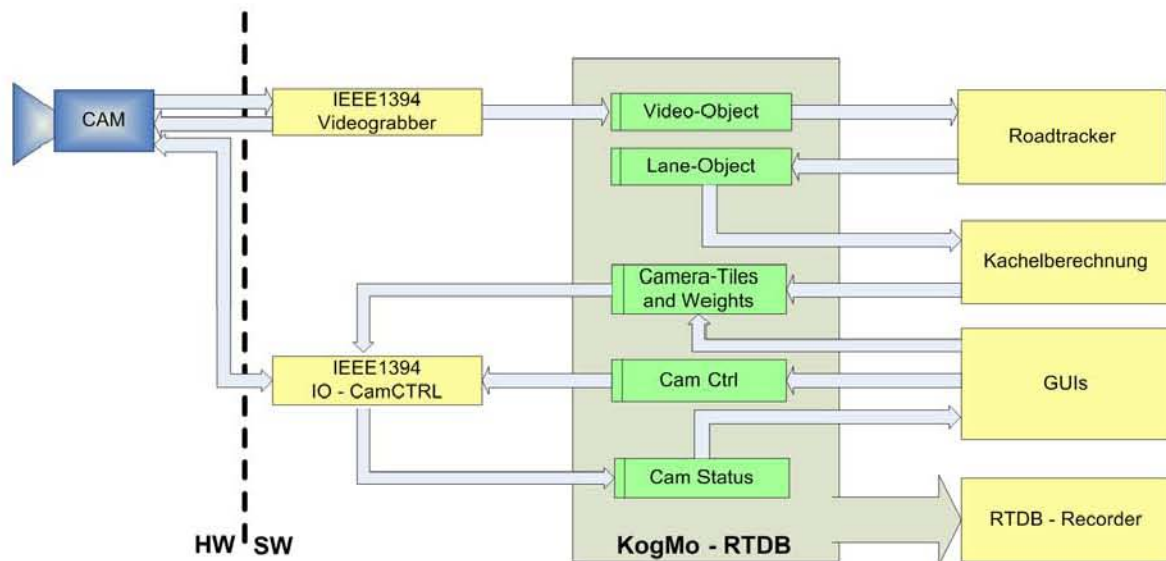 CAM
IEEE1394
Videograbber
Video-Object
Roadtracker
Lane-Object
Kachelberechnung
Camera-Tiles
and Weights
IEEE1394
IO - CamCTRL
Cam Ctrl
GUIs
Cam Status
RTDB - Recorder
HW SW
KogMo - RTDB